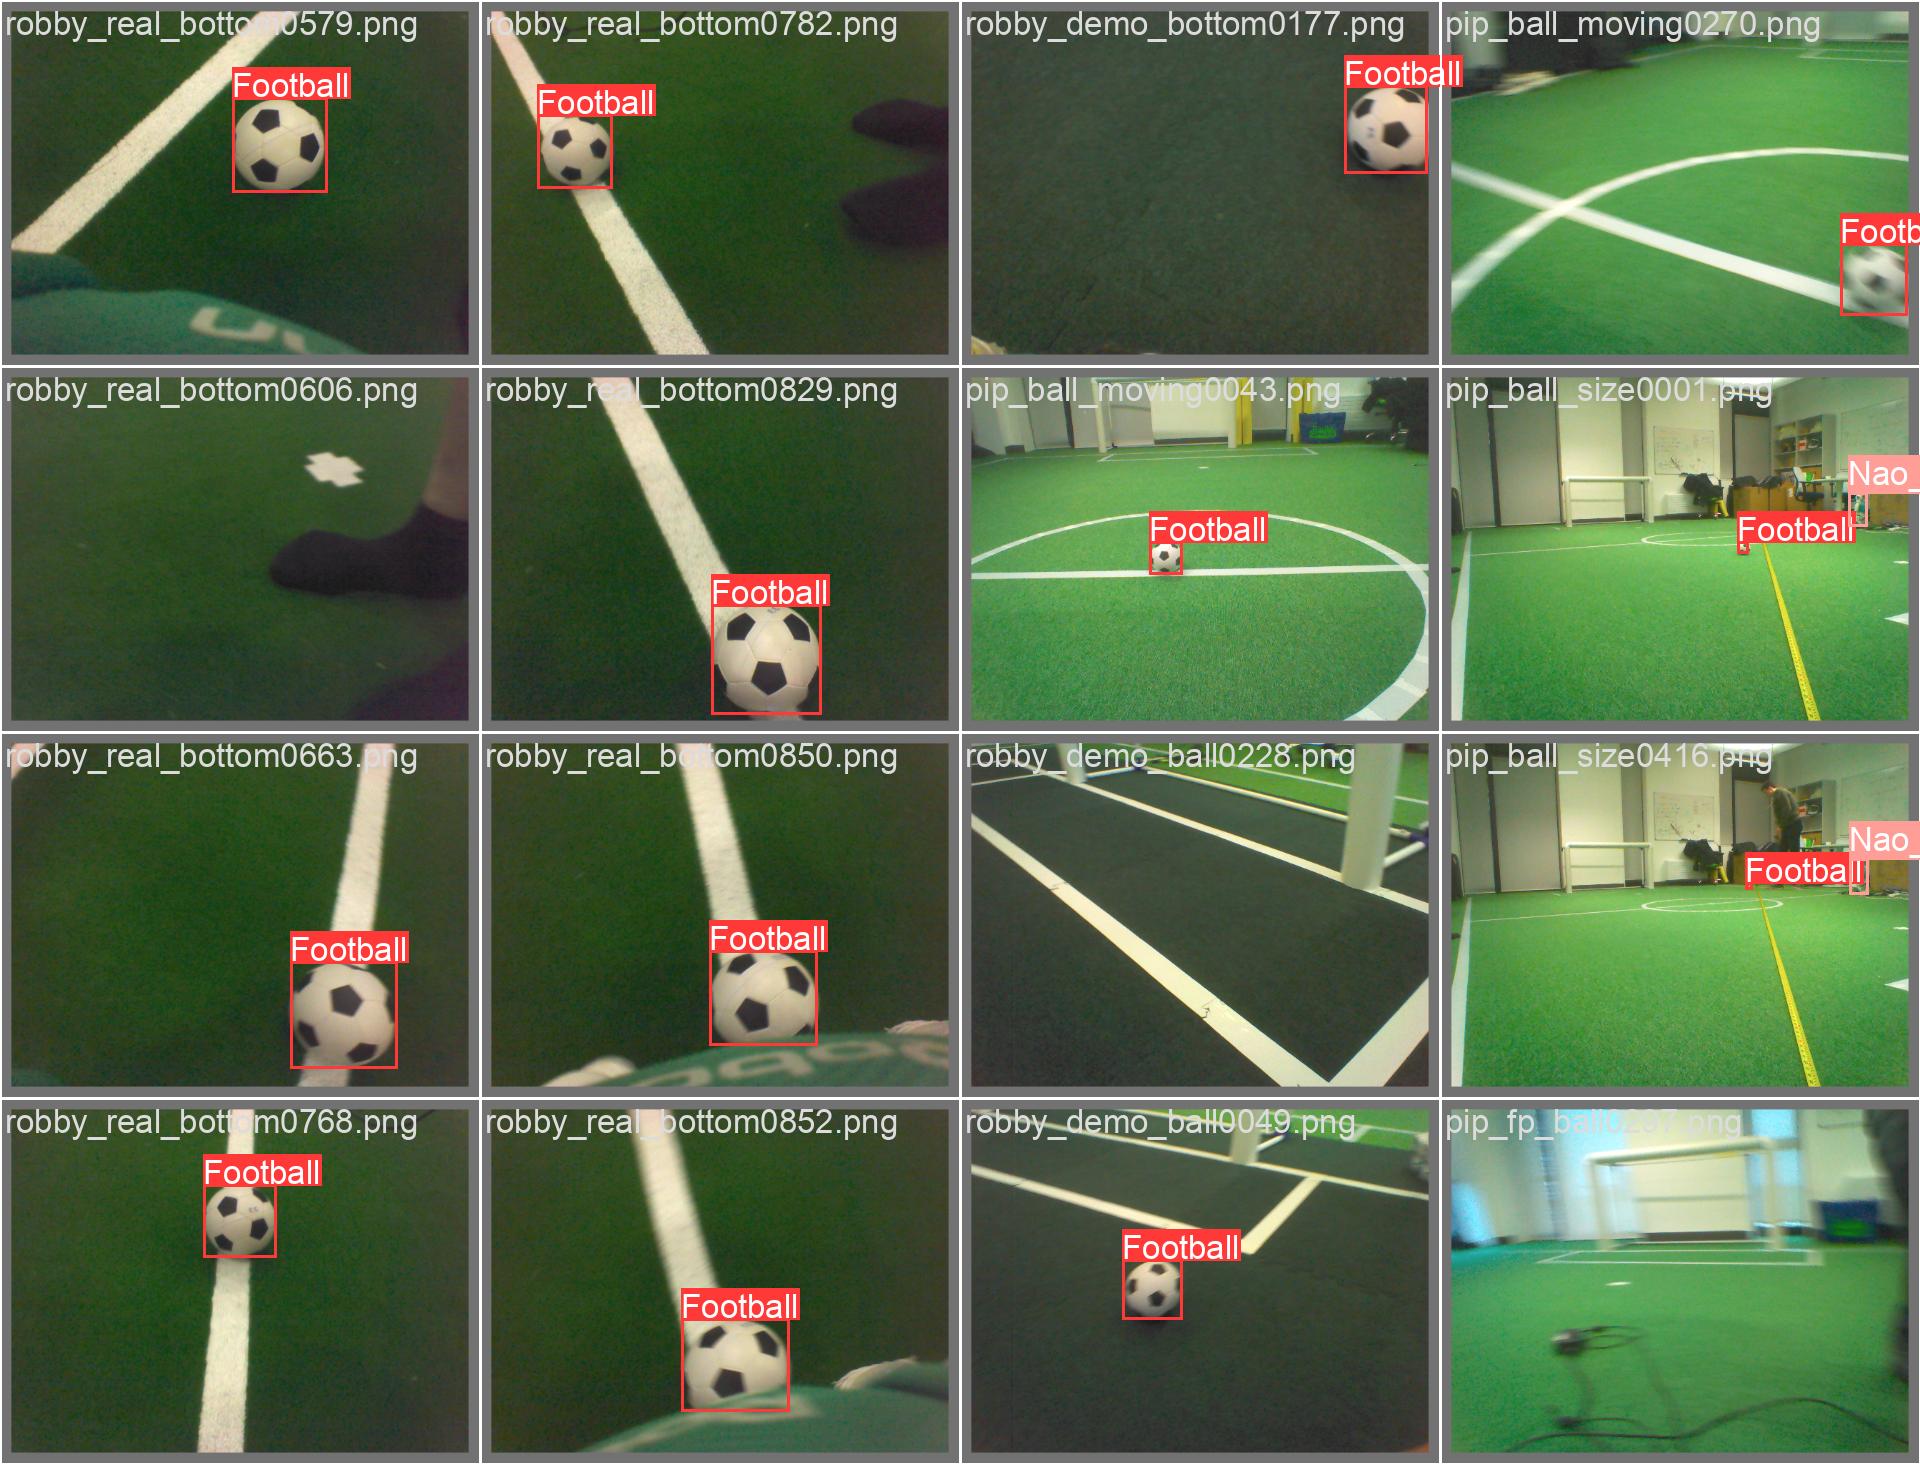 robby_real_bottom0579.png
Football
robby_real_bottom0782.png
Football
robby_demo_bottom0177.png
Football
pip_ball_moving0270.png
Footb
robby_real_bottom0606.png
robby_real_bottom0829.png
Football
pip_ball_moving0043.png
Football
pip_ball_size0001.png
Nao_
Football
robby_real_bottom0663.png
Football
robby_real_bottom0850.png
Football
robby_demo_ball0228.png
pip_ball_size0416.png
Nao_
Football
robby_real_bottom0768.png
Football
robby_real_bottom0852.png
Football
robby_demo_ball0049.png
Football
pip_fp_ball0297.png